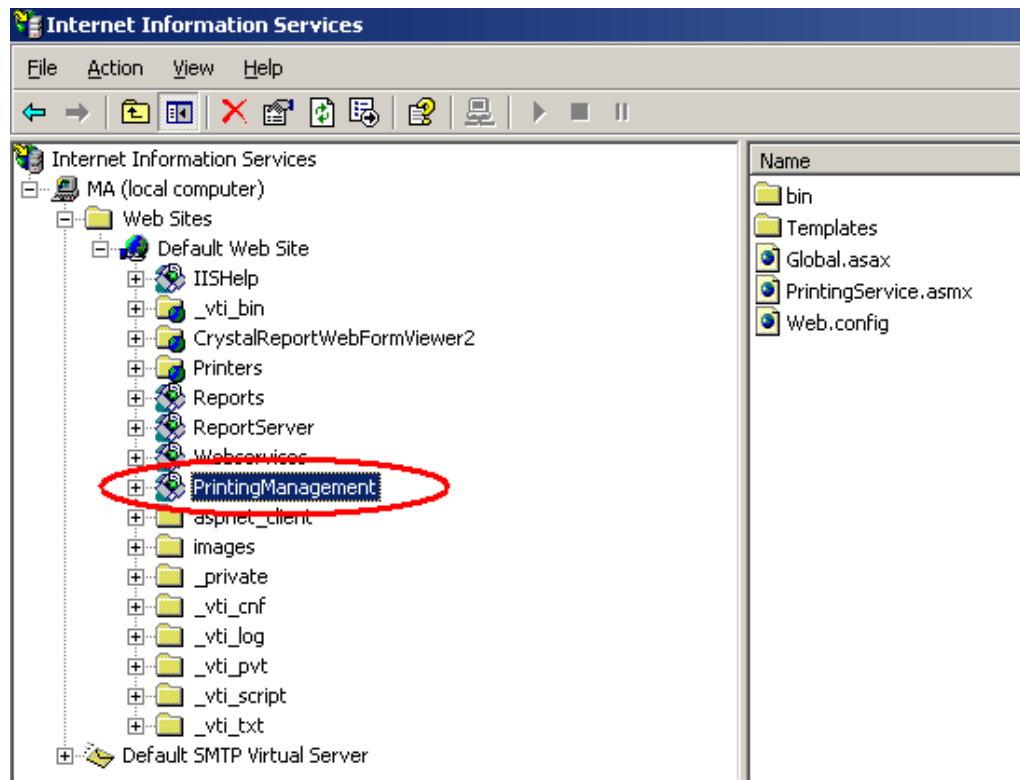 Internet Information Services
File Action View Help
Internet Information Services
MA (local computer)
Web Sites
Default Web Site
IISHelp
_vti_bin
CrystalReportWebFormViewer2
Printers
Reports
ReportServer
Webservices
PrintingManagement
aspnet_client
images
_private
_vti_cnf
_vti_log
_vti_pvt
_vti_script
_vti_txt
Default SMTP Virtual Server
Name
bin
Templates
Global.asax
PrintingService.asmx
Web.config